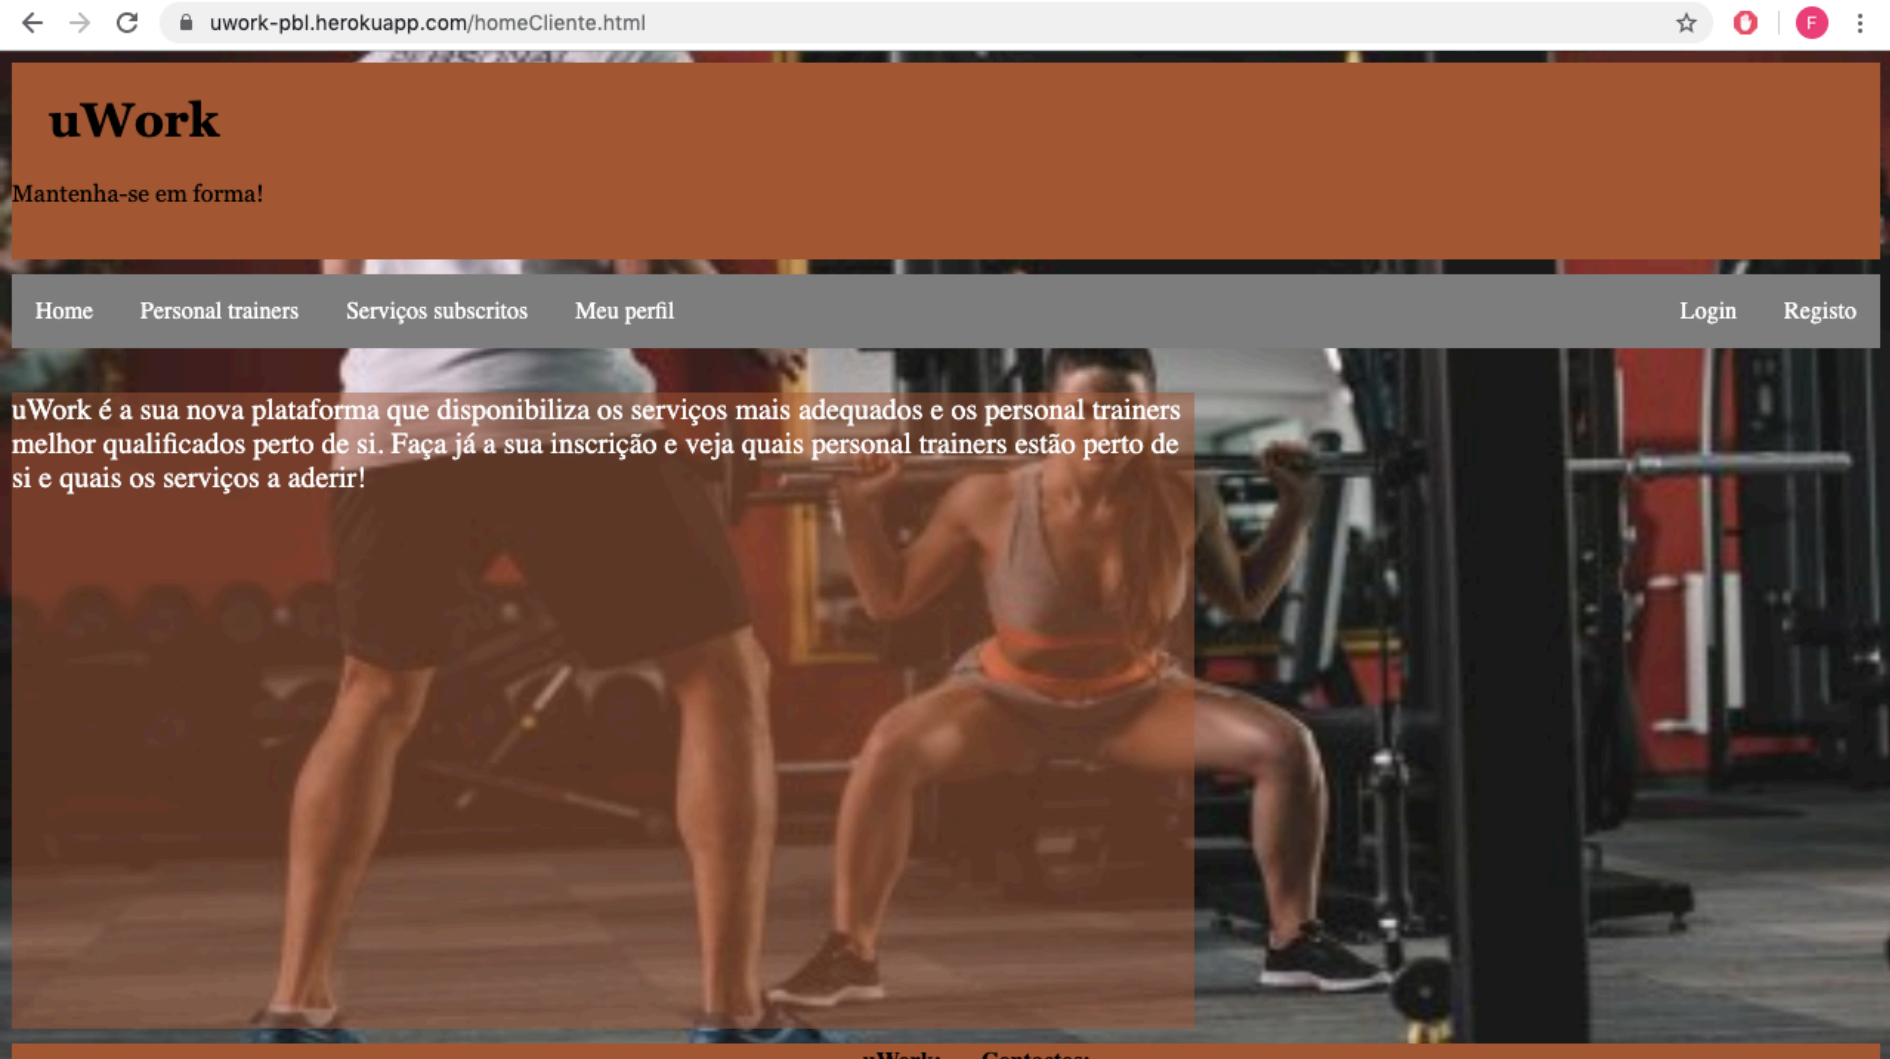 uwork-pbl.herokuapp.com/homeCliente.html
F
uWork
Mantenha-se em forma!
Home Personal trainers Serviços subscritos Meu perfil Login Registo
uWork é a sua nova plataforma que disponibiliza os serviços mais adequados e os personal trainers
melhor qualificados perto de si. Faça já a sua inscrição e veja quais personal trainers estão perto de
si e quais os serviços a aderir!
uWork: Contactos: